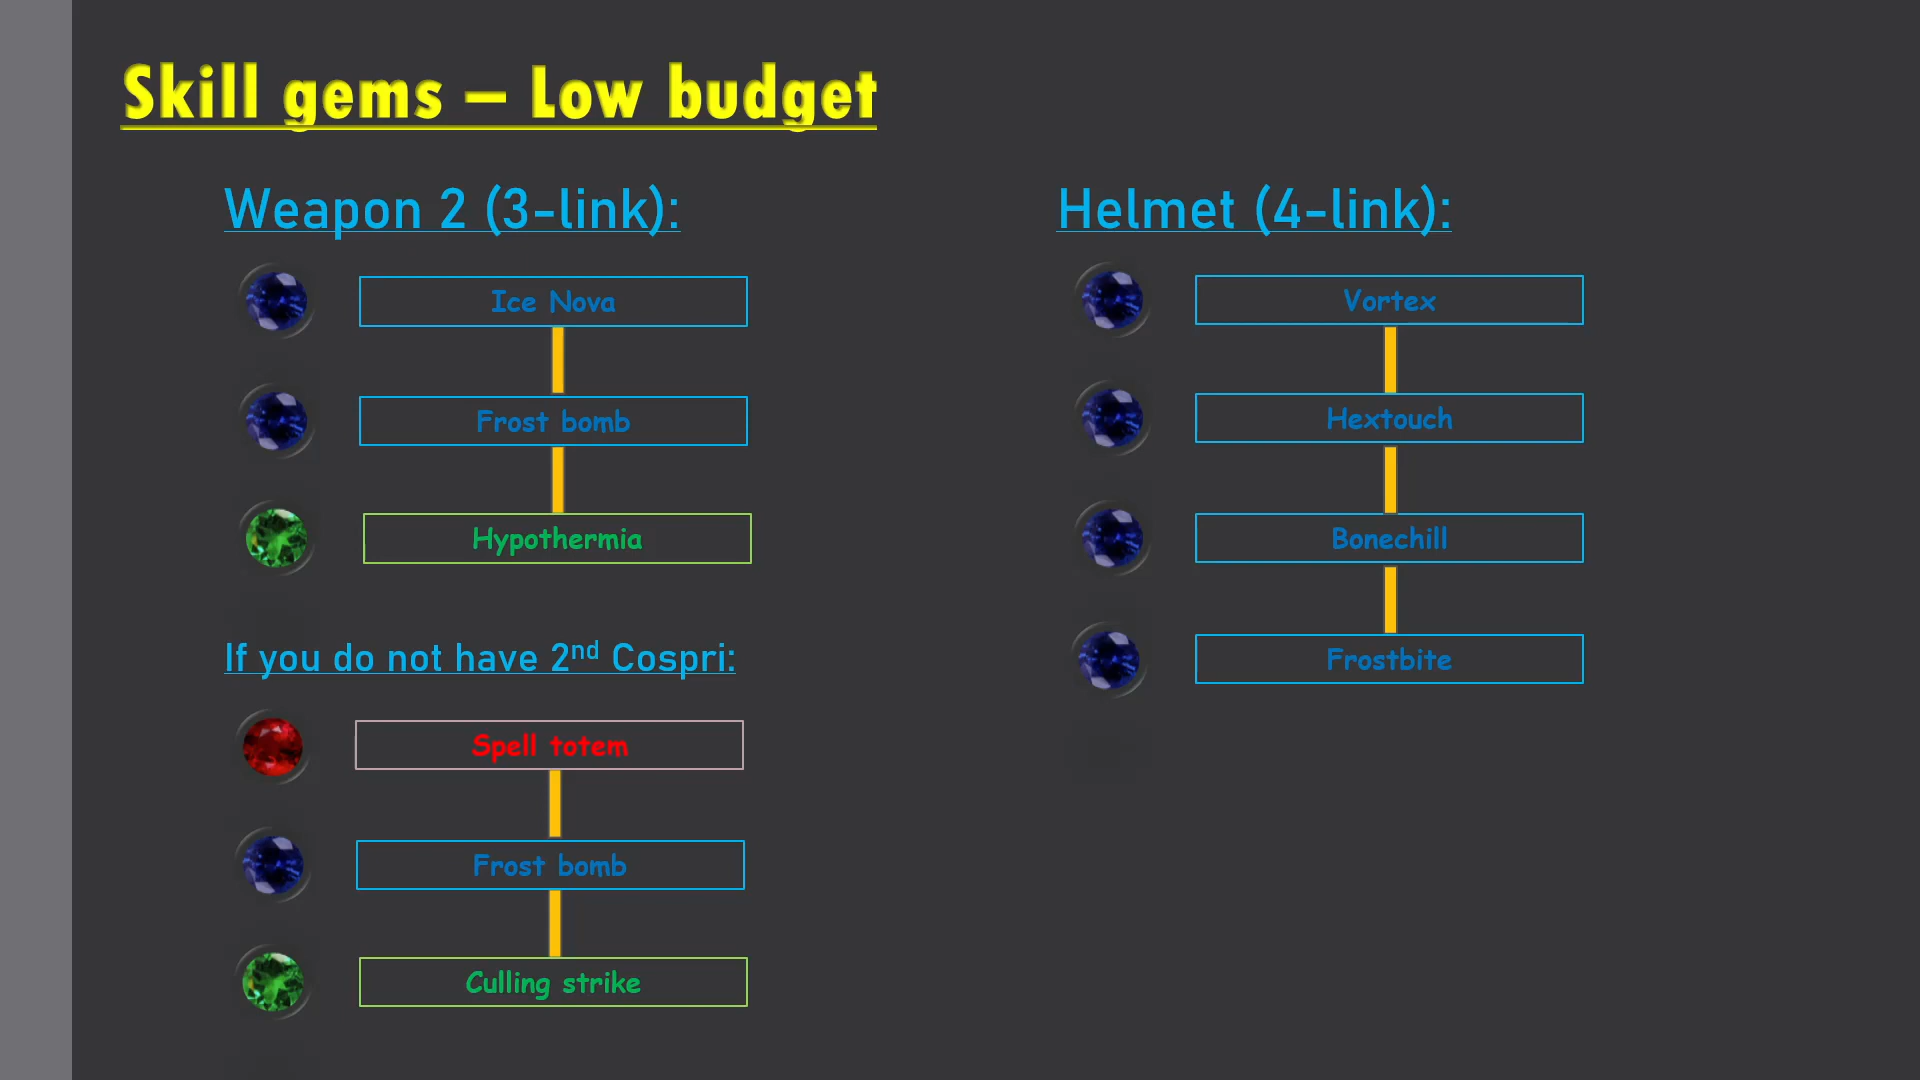 Skill gems – Low budget
Weapon 2 (3-link):
Ice Nova
Frost bomb
Hypothermia
If you do not have 2nd Cospri:
Spell totem
Frost bomb
Culling strike
Helmet (4-link):
Vortex
Hextouch
Bonechill
Frostbite